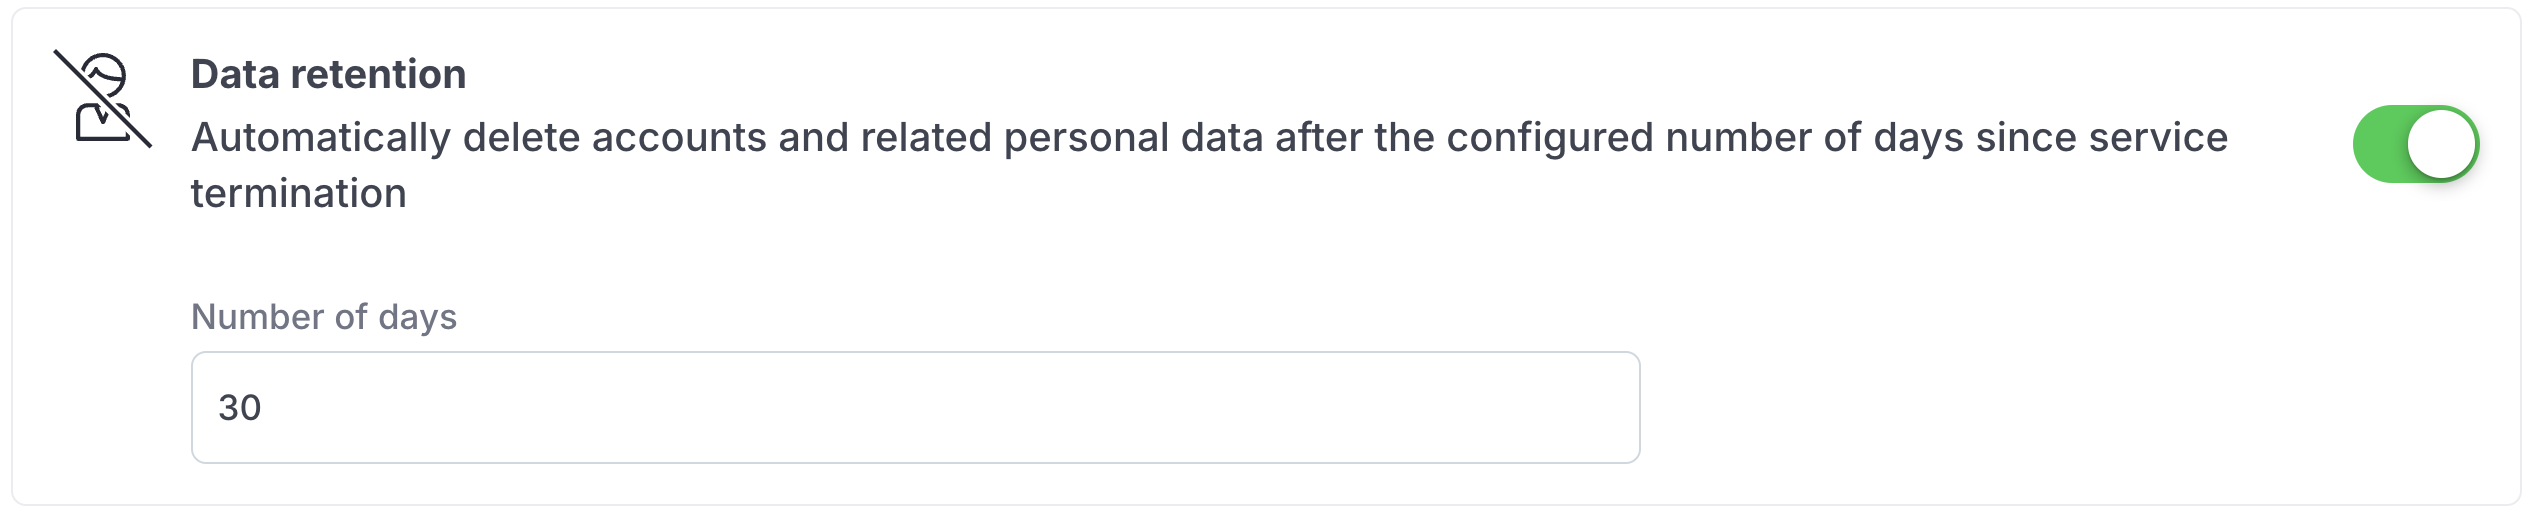 Data retention
Automatically delete accounts and related personal data after the configured number of days since service
termination
Number of days
30